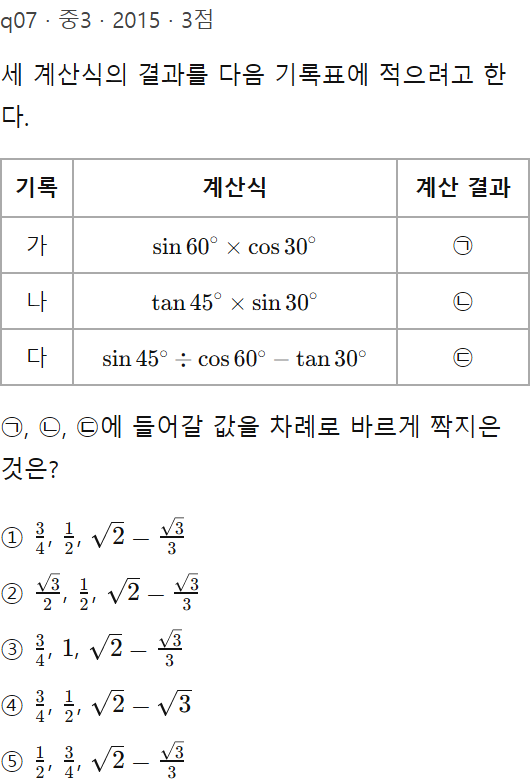 q07 · 중3 · 2015 · 3점
세 계산식의 결과를 다음 기록표에 적으려고 한
다.
기록 계산식 계산 결과
가 sin 60° × cos 30° ㉠
나 tan 45° × sin 30° ㉡
다 sin 45° ÷ cos 60° − tan 30° ㉢
㉠, ㉡, ㉢에 들어갈 값을 차례로 바르게 짝지은
것은?
① 3/4, 1/2, √2 − √3/3
② √3/2, 1/2, √2 − √3/3
③ 3/4, 1, √2 − √3/3
④ 3/4, 1/2, √2 − √3
⑤ 1/2, 3/4, √2 − √3/3